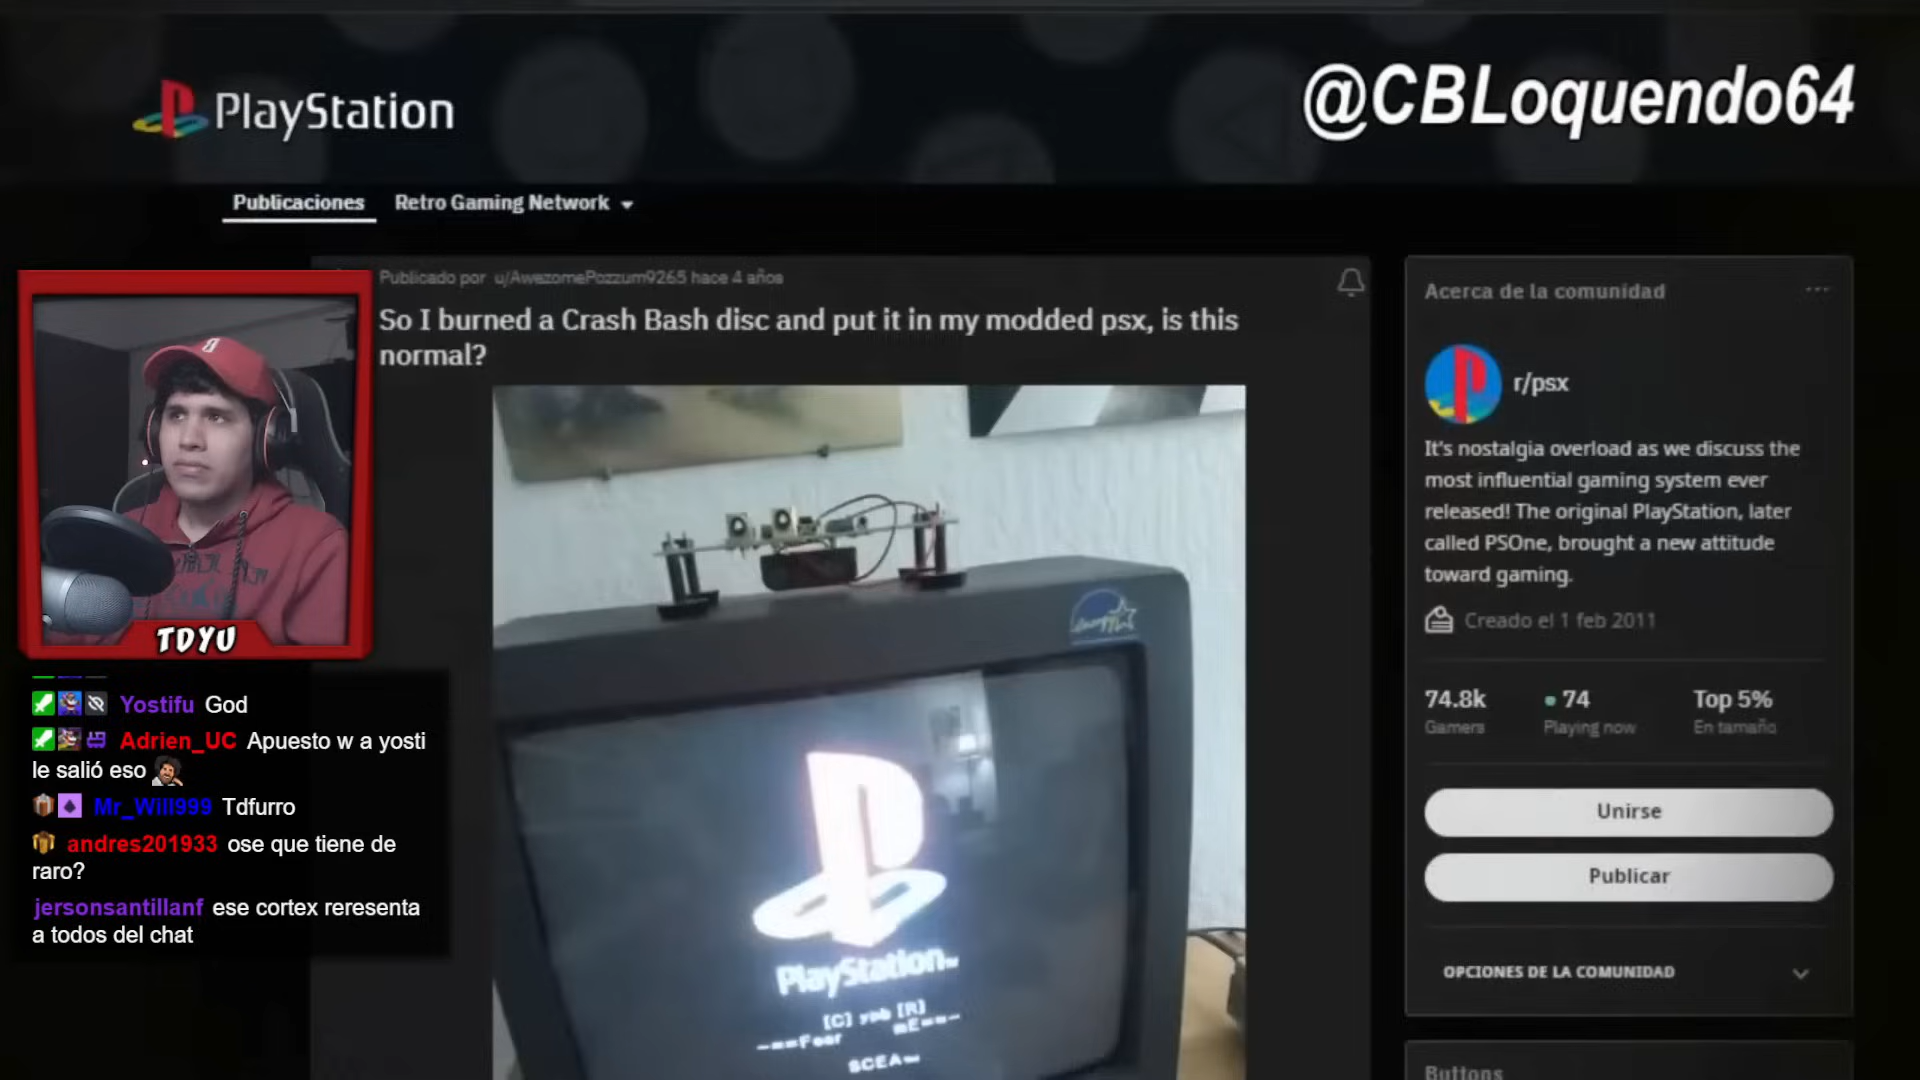 PlayStation
@CBLoquendo64
Publicaciones
Retro Gaming Network
Publicado por u/AwezomePozzum9265 hace 4 años
So I burned a Crash Bash disc and put it in my modded psx, is this
normal?
Acerca de la comunidad
r/psx
It's nostalgia overload as we discuss the
most influential gaming system ever
released! The original PlayStation, later
called PSOne, brought a new attitude
toward gaming.
Creado el 1 feb 2011
74.8k
74
Top 5%
Gamers
Playing now
En tamaño
Unirse
Publicar
OPCIONES DE LA COMUNIDAD
Buttons
TDYU
Yostifu God
Adrien_UC Apuesto w a yosti
le salió eso
Mr_Will999 Tdfurro
andres201933 ose que tiene de
raro?
jersonsantillanf ese cortex reresenta
a todos del chat
PlayStation
[C] [R]
-==Fear mE==-
SCEA